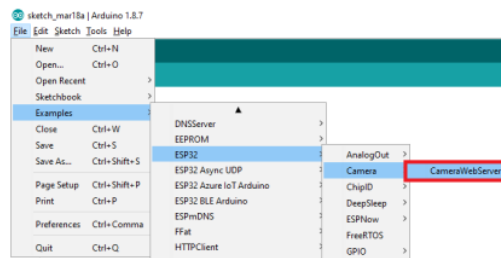 sketch_mar18a | Arduino 1.8.7
File Edit Sketch Tools Help
New Ctrl+N
Open... Ctrl+O
Open Recent
Sketchbook
Examples
Close Ctrl+W
Save Ctrl+S
Save As... Ctrl+Shift+S
Page Setup Ctrl+Shift+P
Print Ctrl+P
Preferences Ctrl+Comma
Quit Ctrl+Q
DNSServer
EEPROM
ESP32
ESP32 Async UDP
ESP32 Azure IoT Arduino
ESP32 BLE Arduino
ESPmDNS
FFat
HTTPClient
AnalogOut
Camera
ChipID
DeepSleep
ESPNow
FreeRTOS
GPIO
CameraWebServer